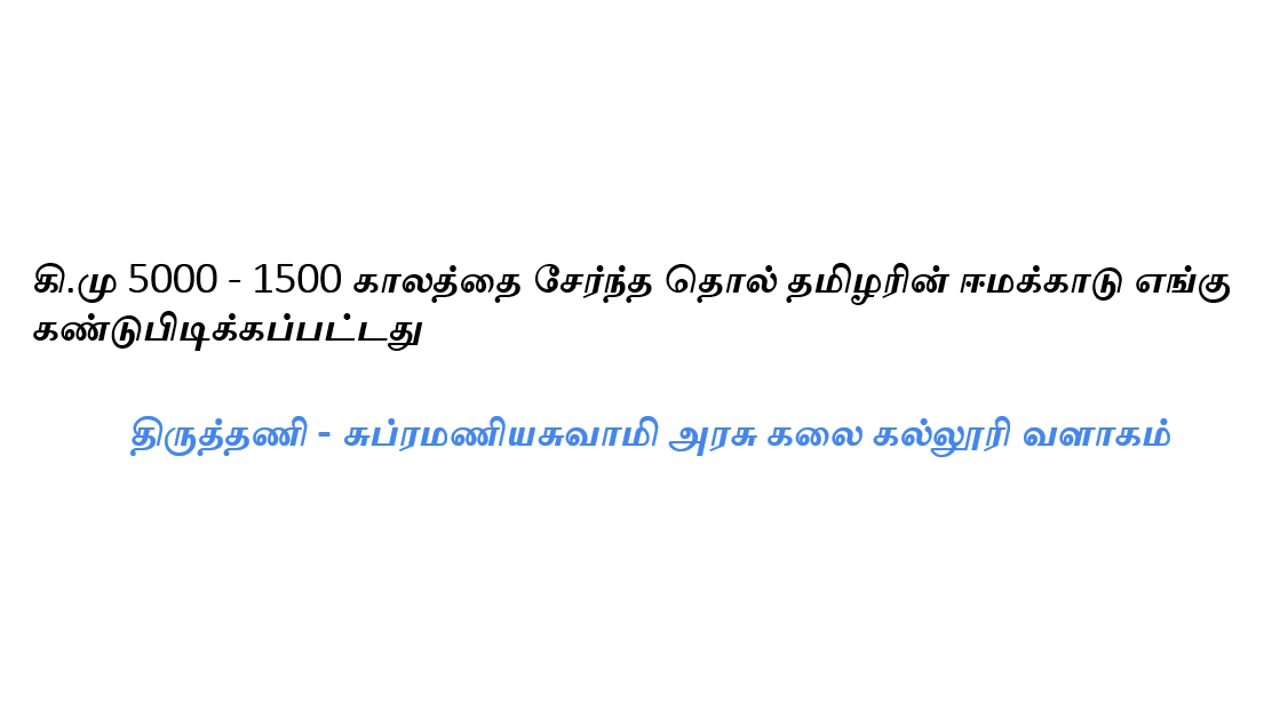 கி.மு 5000 - 1500 காலத்தை சேர்ந்த தொல் தமிழரின் ஈமக்காடு எங்கு
கண்டுபிடிக்கப்பட்டது
திருத்தணி - சுப்ரமணியசுவாமி அரசு கலை கல்லூரி வளாகம்